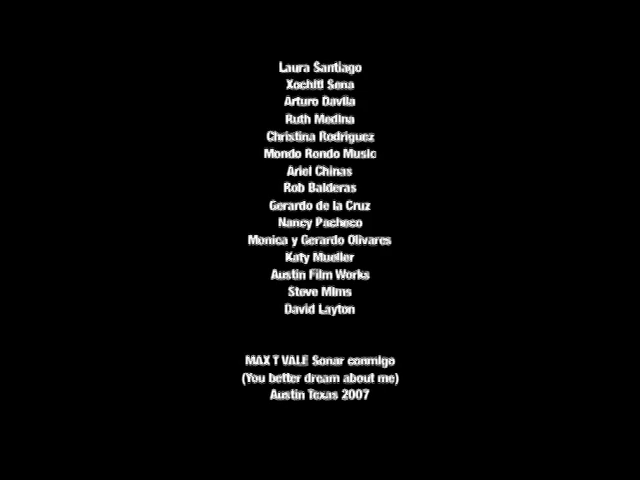 Laura Santiago
Xochitl Sena
Arturo Davila
Ruth Medina
Christina Rodriguez
Mondo Rondo Music
Ariel Chinas
Rob Balderas
Gerardo de la Cruz
Nancy Pacheco
Monica y Gerardo Olivares
Katy Mueller
Austin Film Works
Steve Mims
David Layton
MAX T VALE Sonar conmigo
(You better dream about me)
Austin Texas 2007